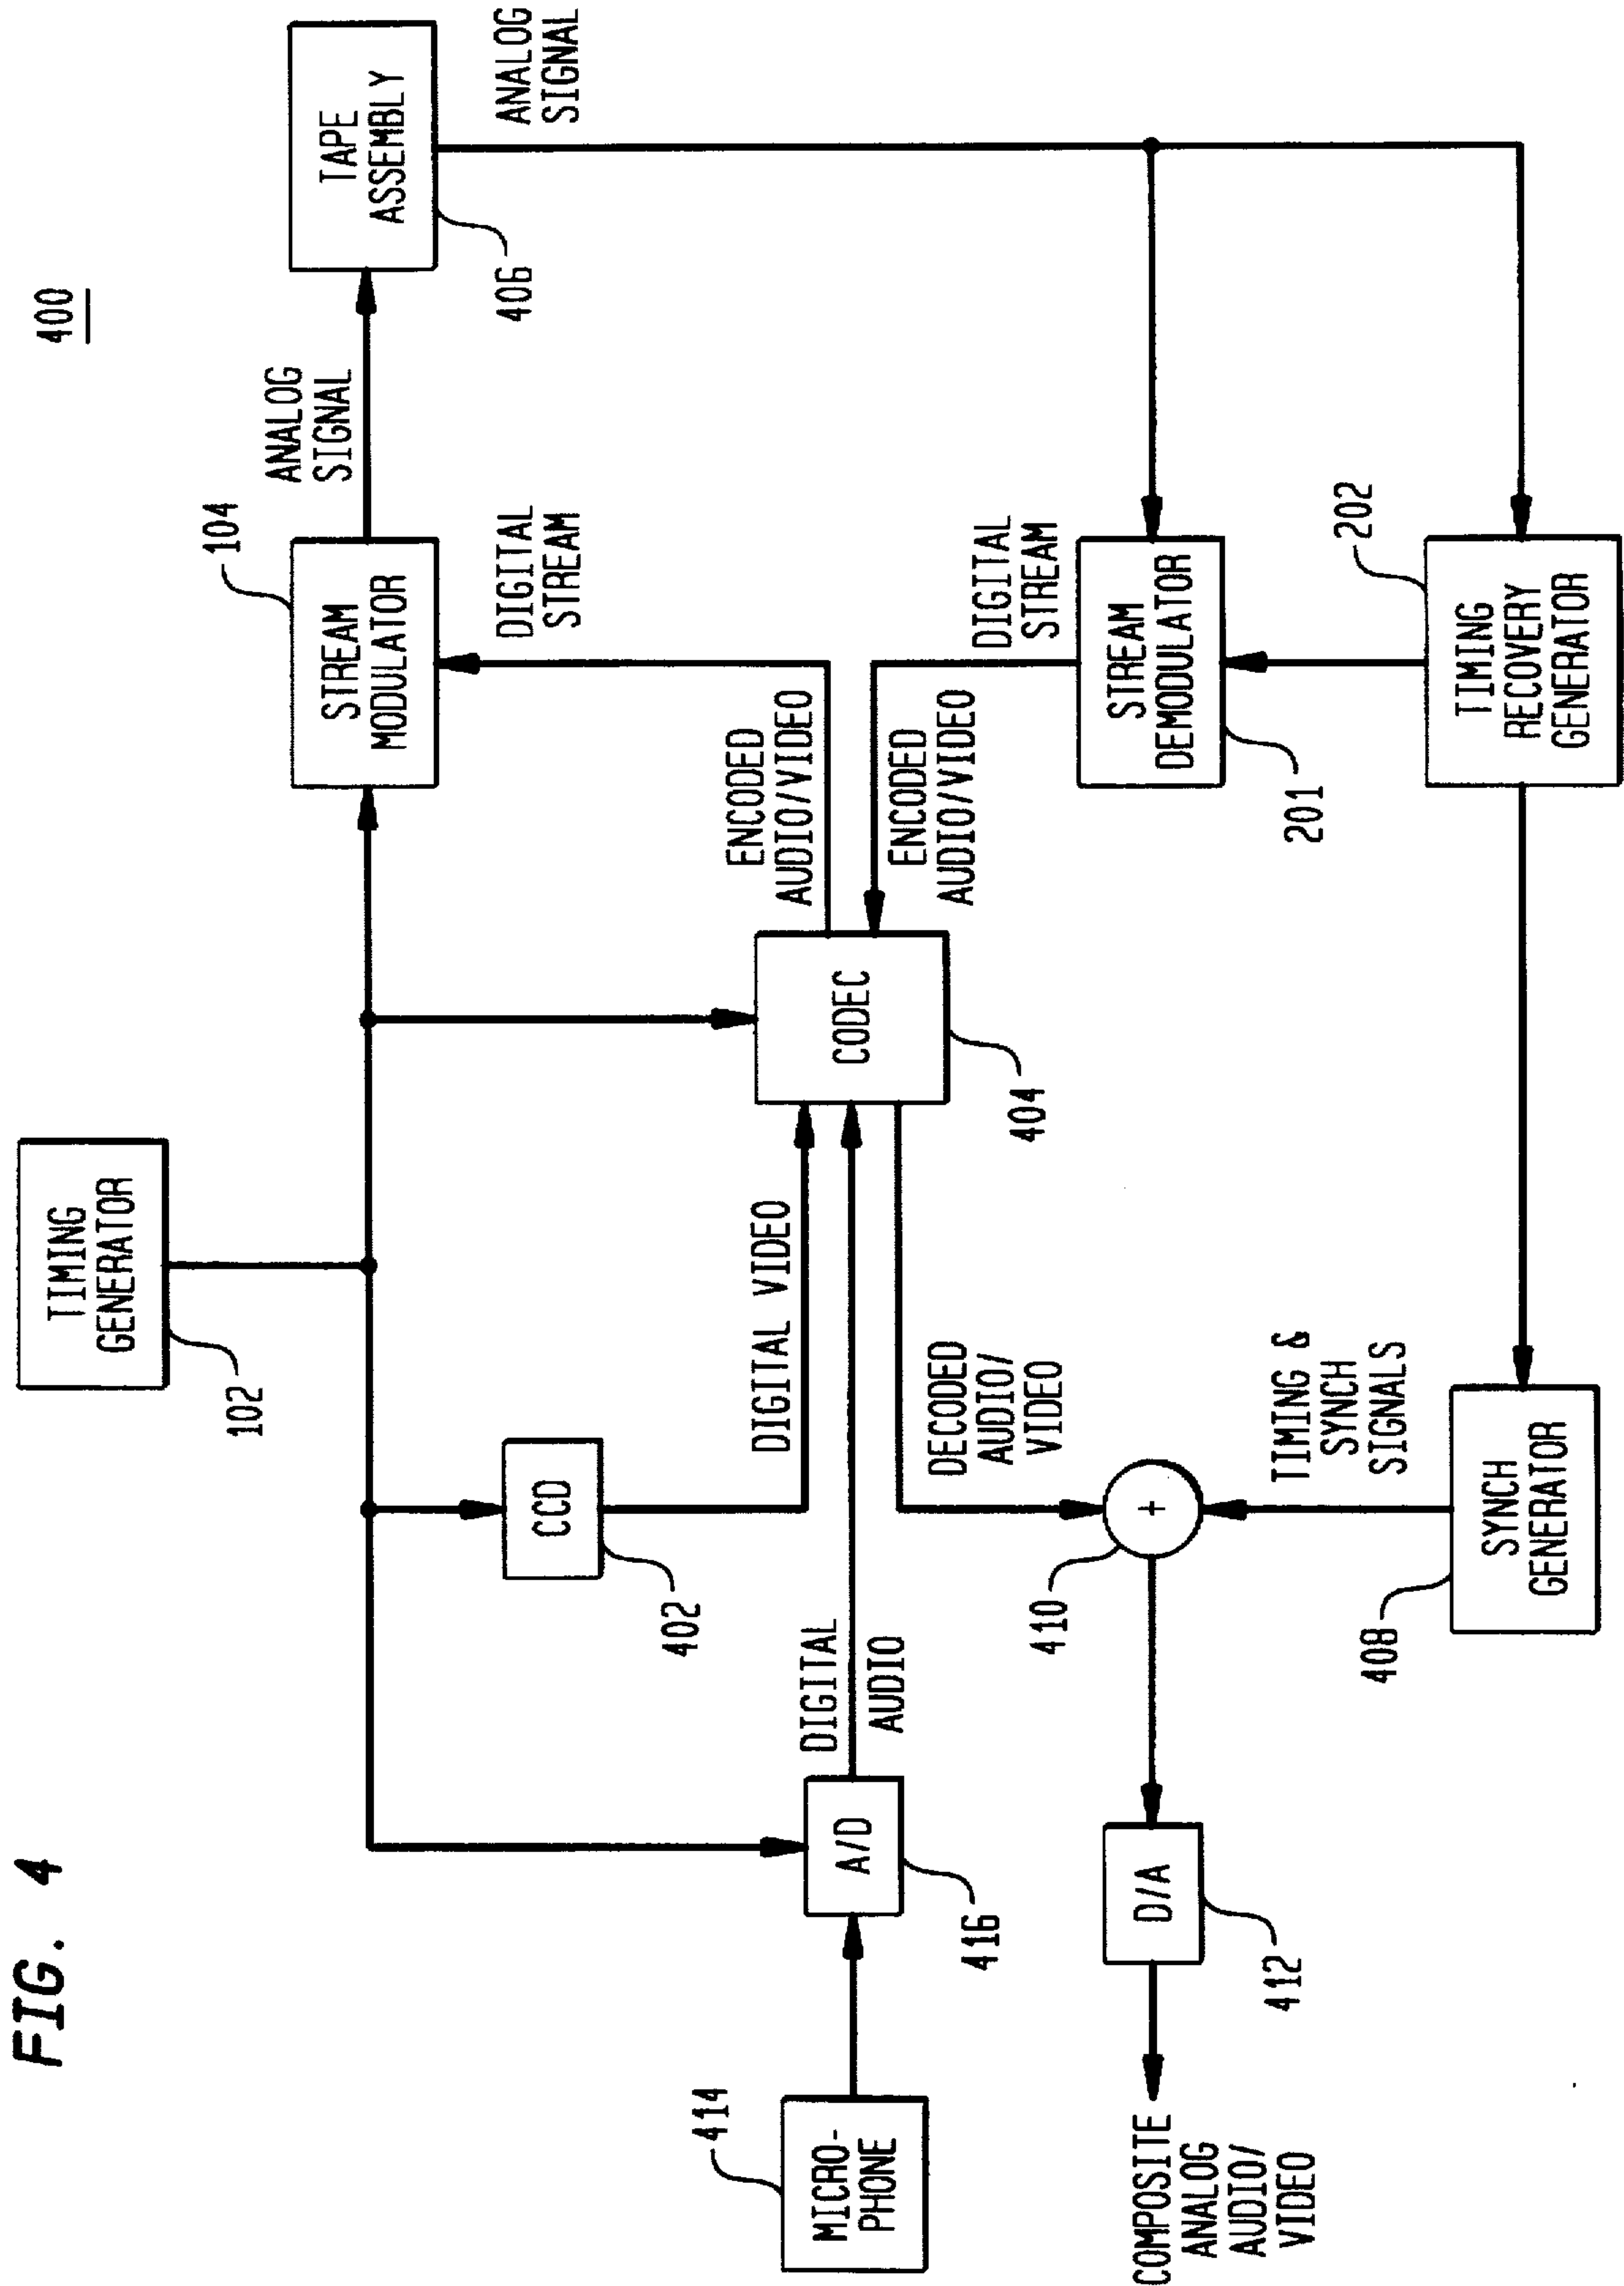 FIG. 4
400
TIMING
GENERATOR
102
104
STREAM
MODULATOR
ANALOG
SIGNAL
TAPE
ASSEMBLY
406
ANALOG
SIGNAL
CCD
402
DIGITAL VIDEO
DIGITAL
STREAM
ENCODED
AUDIO/VIDEO
414
MICRO-
PHONE
A/D
416
DIGITAL
AUDIO
CODEC
404
ENCODED
AUDIO/VIDEO
DIGITAL
STREAM
DECODED
AUDIO/
VIDEO
410
+
D/A
412
COMPOSITE
ANALOG
AUDIO/
VIDEO
STREAM
DEMODULATOR
201
TIMING &
SYNCH
SIGNALS
408
SYNCH
GENERATOR
202
TIMING
RECOVERY
GENERATOR